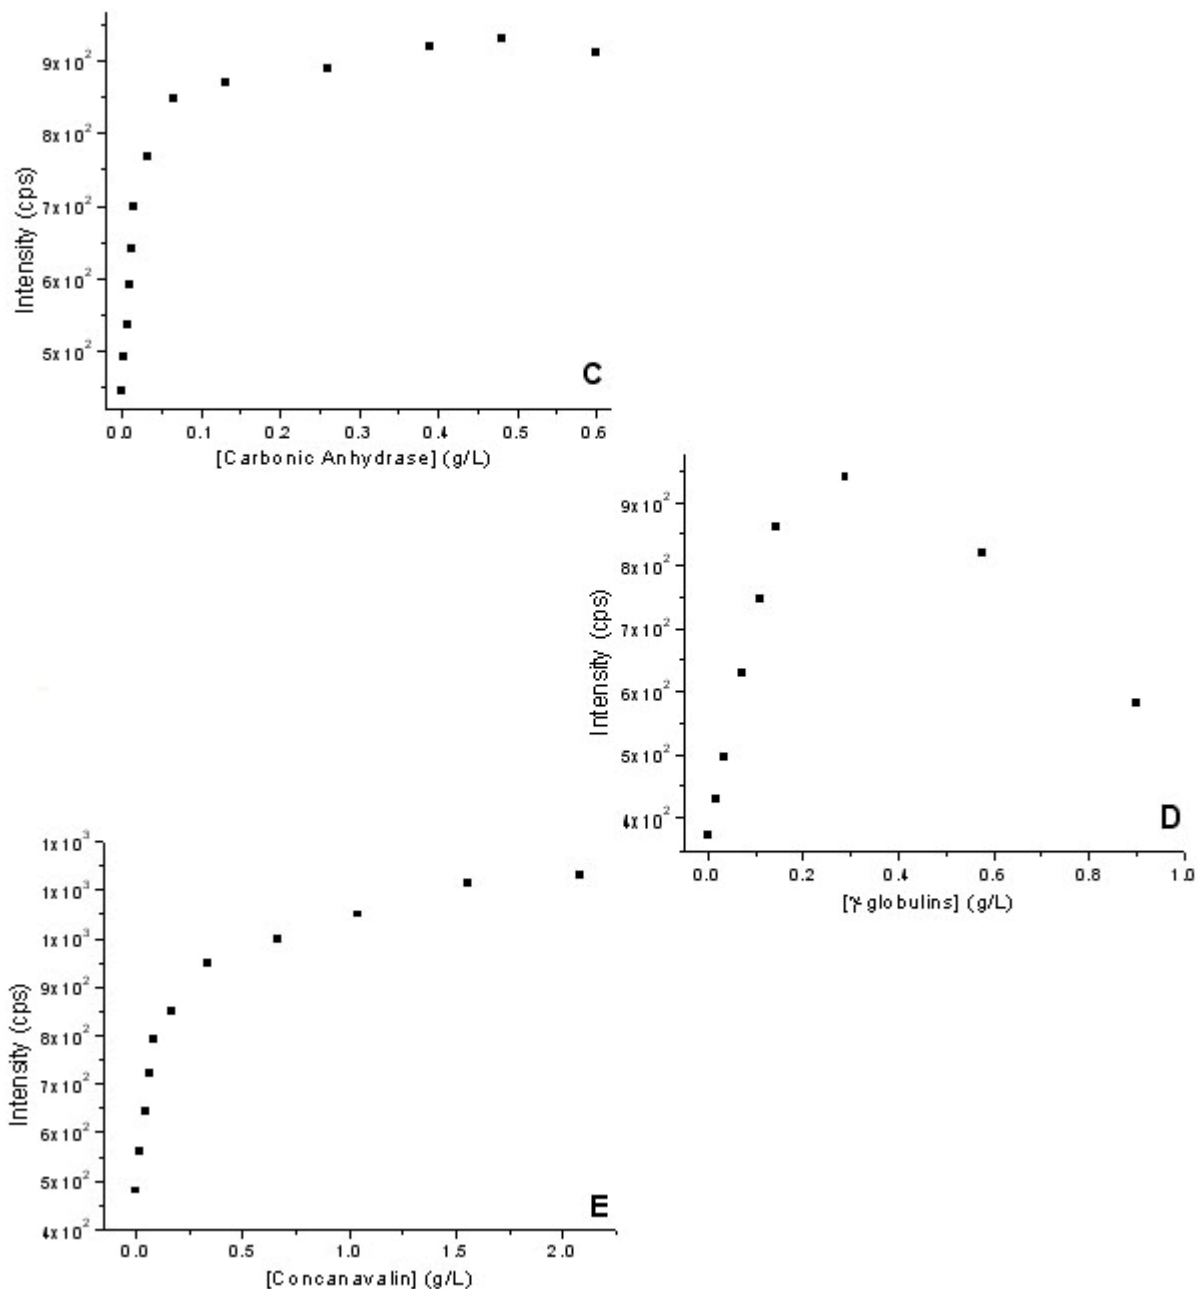 9x10²
8x10²
7x10²
6x10²
5x10²
Intensity (cps)
C
0.0 0.1 0.2 0.3 0.4 0.5 0.6
[Carbonic Anhydrase] (g/L)
9x10²
8x10²
7x10²
6x10²
5x10²
4x10²
Intensity (cps)
D
0.0 0.2 0.4 0.6 0.8 1.0
[γ-globulins] (g/L)
1x10³
1x10³
1x10³
9x10²
8x10²
7x10²
6x10²
5x10²
4x10²
Intensity (cps)
E
0.0 0.5 1.0 1.5 2.0
[Concanavalin] (g/L)